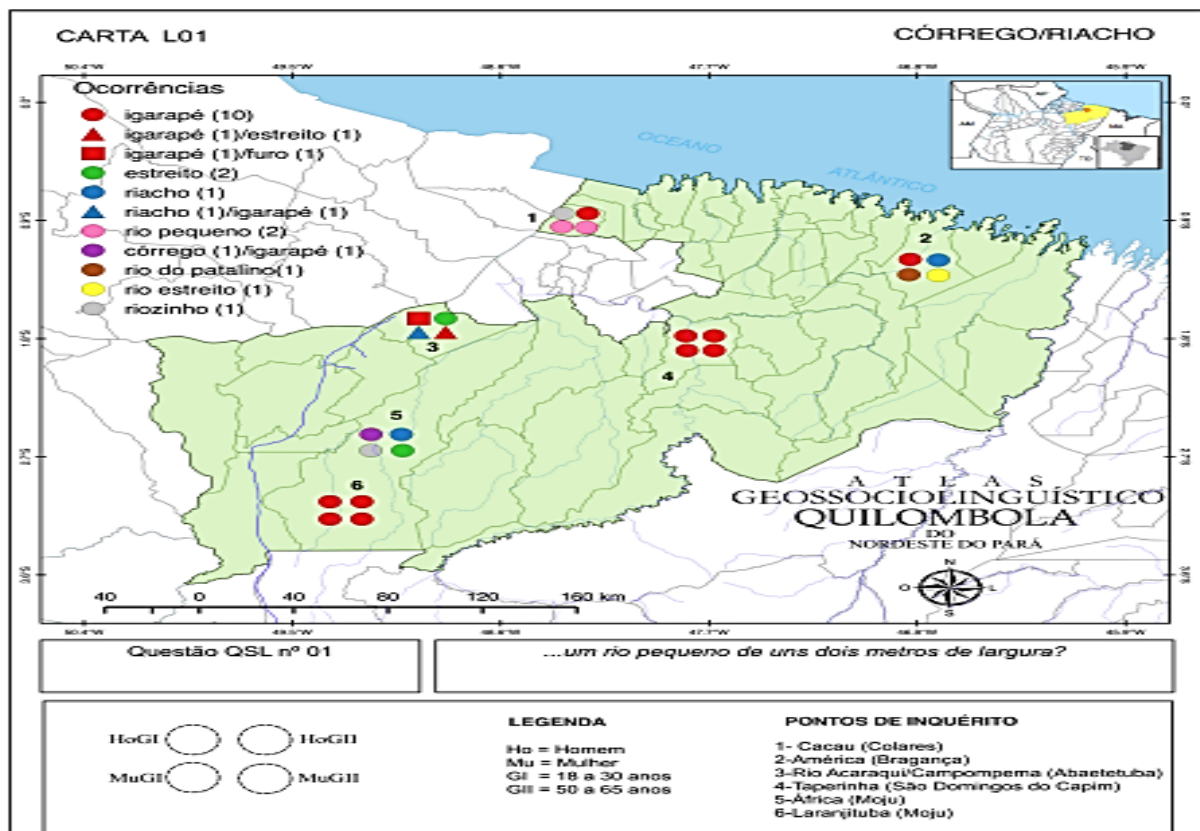 CARTA L01
CÓRREGO/RIACHO
Ocorrências
igarapé (10)
igarapé (1)/estreito (1)
igarapé (1)/furo (1)
estreito (2)
riacho (1)
riacho (1)/igarapé (1)
rio pequeno (2)
córrego (1)/igarapé (1)
rio do patalino(1)
rio estreito (1)
riozinho (1)
OCEANO
ATLÂNTICO
1
2
3
4
5
6
ATLAS
GEOSSOCIOLINGUÍSTICO
QUILOMBOLA
DO
NORDESTE DO PARÁ
N
O
L
S
40 0 40 80 120 160 km
Questão QSL nº 01
...um rio pequeno de uns dois metros de largura?
HoGI
HoGII
MuGI
MuGII
LEGENDA
Ho = Homem
Mu = Mulher
GI = 18 a 30 anos
GII = 50 a 65 anos
PONTOS DE INQUÉRITO
1- Cacau (Colares)
2-América (Bragança)
3-Rio Acaraqui/Campompema (Abaetetuba)
4-Taperinha (São Domingos do Capim)
5-África (Moju)
6-Laranjituba (Moju)